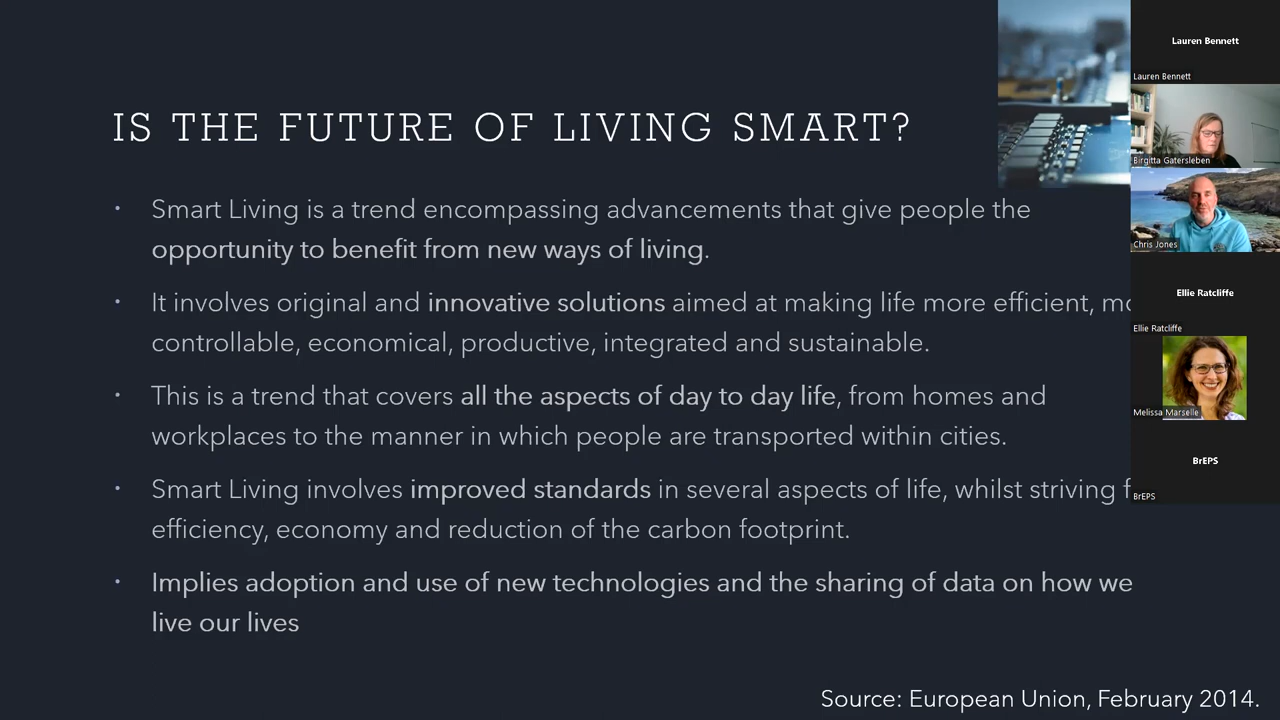 IS THE FUTURE OF LIVING SMART?
• Smart Living is a trend encompassing advancements that give people the
opportunity to benefit from new ways of living.
• It involves original and innovative solutions aimed at making life more efficient,
controllable, economical, productive, integrated and sustainable.
• This is a trend that covers all the aspects of day to day life, from homes and
workplaces to the manner in which people are transported within cities.
• Smart Living involves improved standards in several aspects of life, whilst striving
efficiency, economy and reduction of the carbon footprint.
• Implies adoption and use of new technologies and the sharing of data on how we
live our lives
Source: European Union, February 2014.
Lauren Bennett
Lauren Bennett
Birgitta Gatersleben
Chris Jones
Ellie Ratcliffe
Ellie Ratcliffe
Melissa Marselle
BrEPS
BrEPS